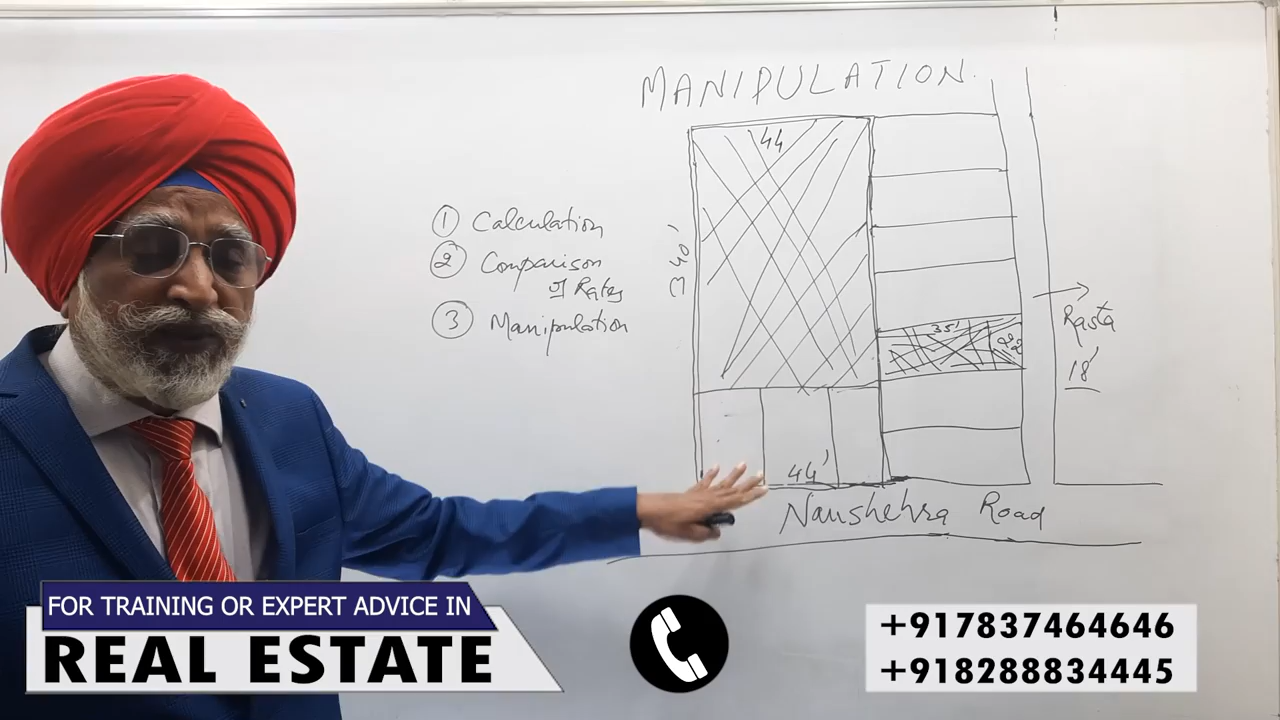 MANIPULATION.
44
① Calculation
② Comparison
of Rates
③ Manipulation
340'
35'
22
Rasta
18'
44'
Naushehra Road
FOR TRAINING OR EXPERT ADVICE IN
REAL ESTATE
+917837464646
+918288834445